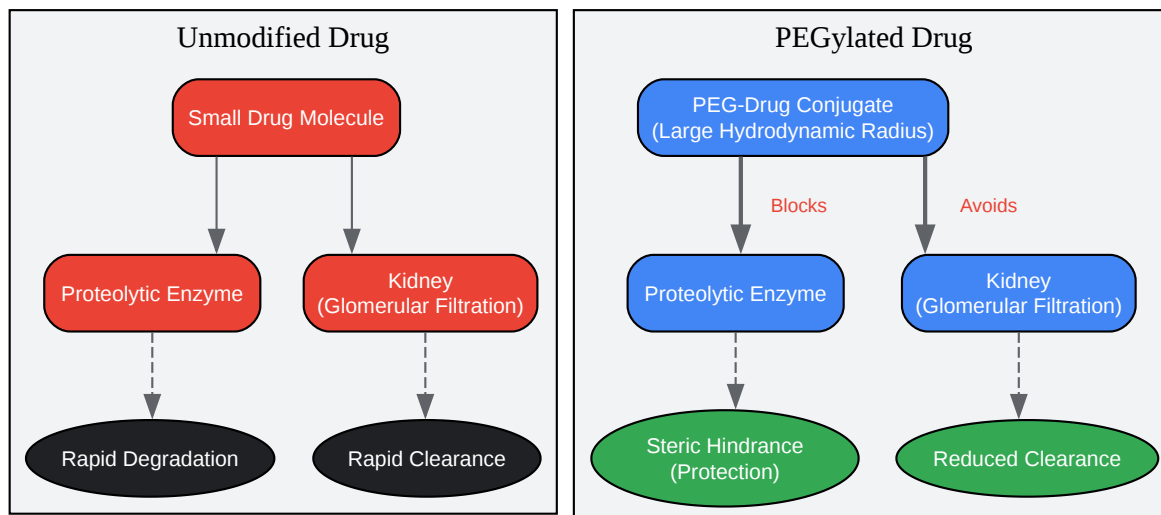 Unmodified Drug
Small Drug Molecule
Proteolytic Enzyme
Kidney
(Glomerular Filtration)
Rapid Degradation
Rapid Clearance
PEGylated Drug
PEG-Drug Conjugate
(Large Hydrodynamic Radius)
Blocks
Avoids
Proteolytic Enzyme
Kidney
(Glomerular Filtration)
Steric Hindrance
(Protection)
Reduced Clearance